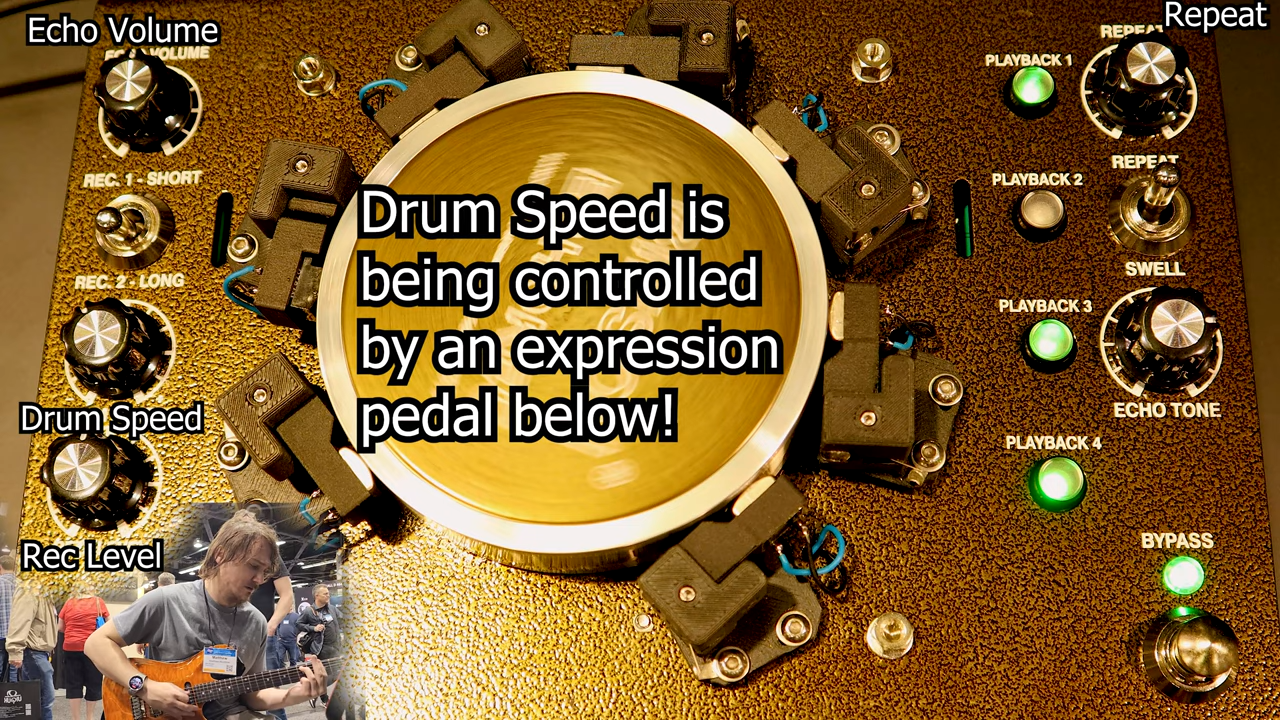 Echo Volume
Repeat
ECHO VOLUME
REPEAT
PLAYBACK 1
REC. 1 - SHORT
REPEAT
PLAYBACK 2
Drum Speed is
being controlled
by an expression
pedal below!
SWELL
REC. 2 - LONG
PLAYBACK 3
ECHO TONE
Drum Speed
PLAYBACK 4
BYPASS
Rec Level